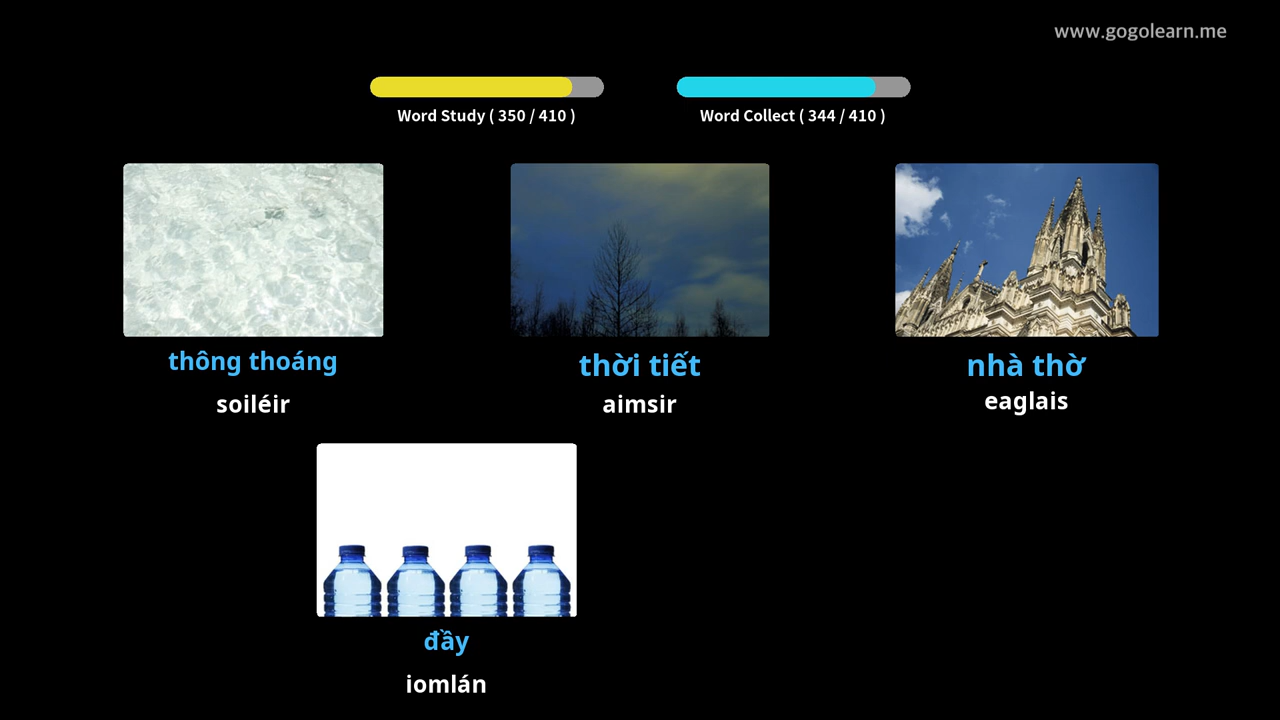 www.gogolearn.me
Word Study ( 350 / 410 )
Word Collect ( 344 / 410 )
thông thoáng
soiléir
thời tiết
aimsir
nhà thờ
eaglais
đầy
iomlán